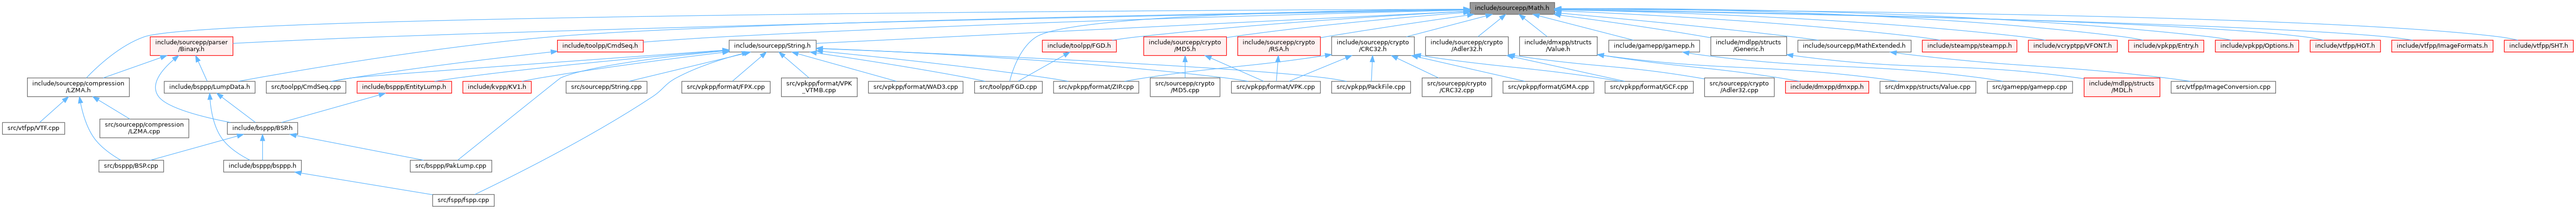 include/sourcepp/Math.h
include/sourcepp/parser
/Binary.h
include/toolpp/CmdSeq.h
include/sourcepp/String.h
include/toolpp/FGD.h
include/sourcepp/crypto
/MD5.h
include/sourcepp/crypto
/RSA.h
include/sourcepp/crypto
/CRC32.h
include/sourcepp/crypto
/Adler32.h
include/dmxpp/structs
/Value.h
include/gamepp/gamepp.h
include/mdlpp/structs
/Generic.h
include/sourcepp/MathExtended.h
include/steampp/steampp.h
include/vcryptpp/VFONT.h
include/vpkpp/Entry.h
include/vpkpp/Options.h
include/vtfpp/HOT.h
include/vtfpp/ImageFormats.h
include/vtfpp/SHT.h
include/sourcepp/compression
/LZMA.h
include/bsppp/LumpData.h
src/toolpp/CmdSeq.cpp
include/bsppp/EntityLump.h
include/kvpp/KV1.h
src/sourcepp/String.cpp
src/vpkpp/format/FPX.cpp
src/vpkpp/format/VPK
_VTMB.cpp
src/vpkpp/format/WAD3.cpp
src/toolpp/FGD.cpp
src/vpkpp/format/ZIP.cpp
src/sourcepp/crypto
/MD5.cpp
src/vpkpp/format/VPK.cpp
src/vpkpp/PackFile.cpp
src/sourcepp/crypto
/CRC32.cpp
src/vpkpp/format/GMA.cpp
src/vpkpp/format/GCF.cpp
src/sourcepp/crypto
/Adler32.cpp
include/dmxpp/dmxpp.h
src/dmxpp/structs/Value.cpp
src/gamepp/gamepp.cpp
include/mdlpp/structs
/MDL.h
src/vtfpp/ImageConversion.cpp
src/vtfpp/VTF.cpp
src/sourcepp/compression
/LZMA.cpp
include/bsppp/BSP.h
src/bsppp/BSP.cpp
include/bsppp/bsppp.h
src/bsppp/PakLump.cpp
src/fspp/fspp.cpp